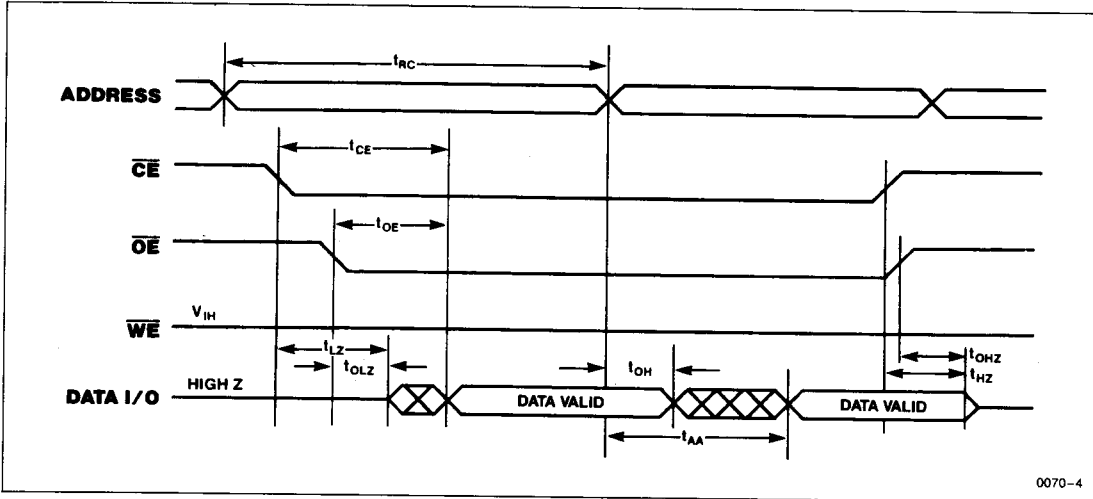 tRC
ADDRESS
tCE
CE
tOE
OE
VIH
WE
tLZ
tOLZ
tOH
tOHZ
tHZ
HIGH Z
DATA I/O
DATA VALID
DATA VALID
tAA
0070-4